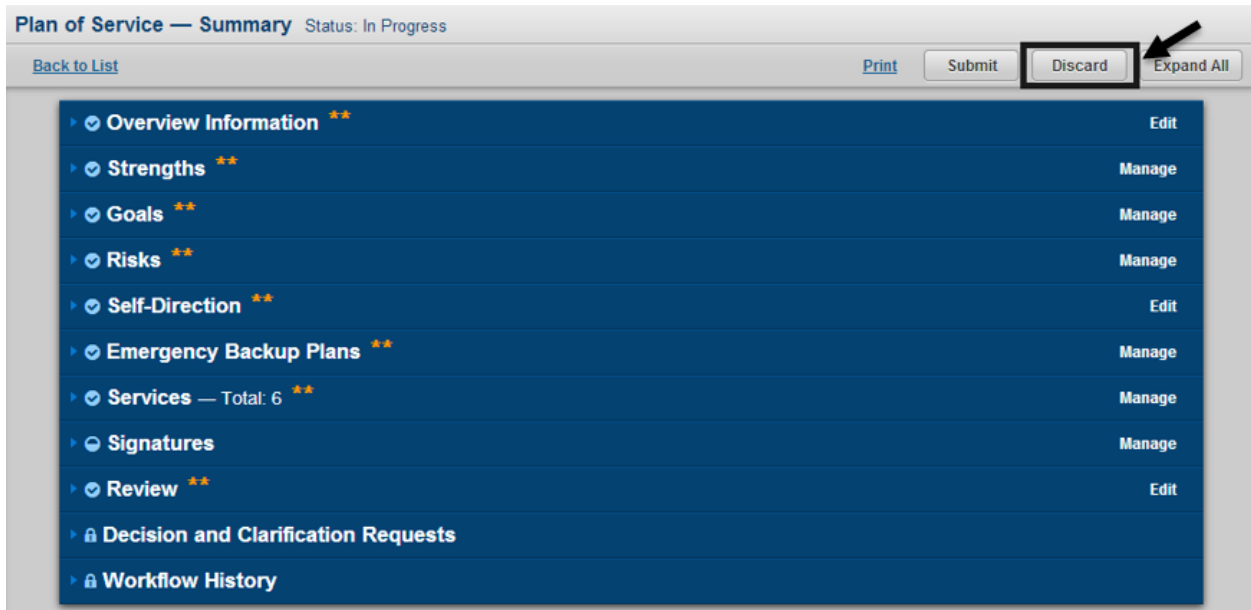 Plan of Service — Summary Status: In Progress
Back to List Print Submit Discard Expand All
Overview Information ** Edit
Strengths ** Manage
Goals ** Manage
Risks ** Manage
Self-Direction ** Edit
Emergency Backup Plans ** Manage
Services — Total: 6 ** Manage
Signatures Manage
Review ** Edit
Decision and Clarification Requests
Workflow History